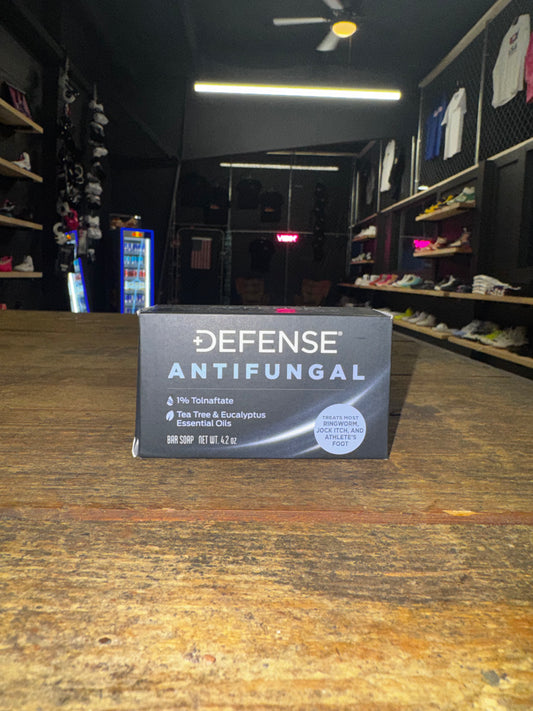 DEFENSE®
ANTIFUNGAL
1% Tolnaftate
Tea Tree & Eucalyptus
Essential Oils
BAR SOAP NET WT. 4.2 oz
TREATS MOST
RINGWORM,
JOCK ITCH, AND
ATHLETE'S
FOOT